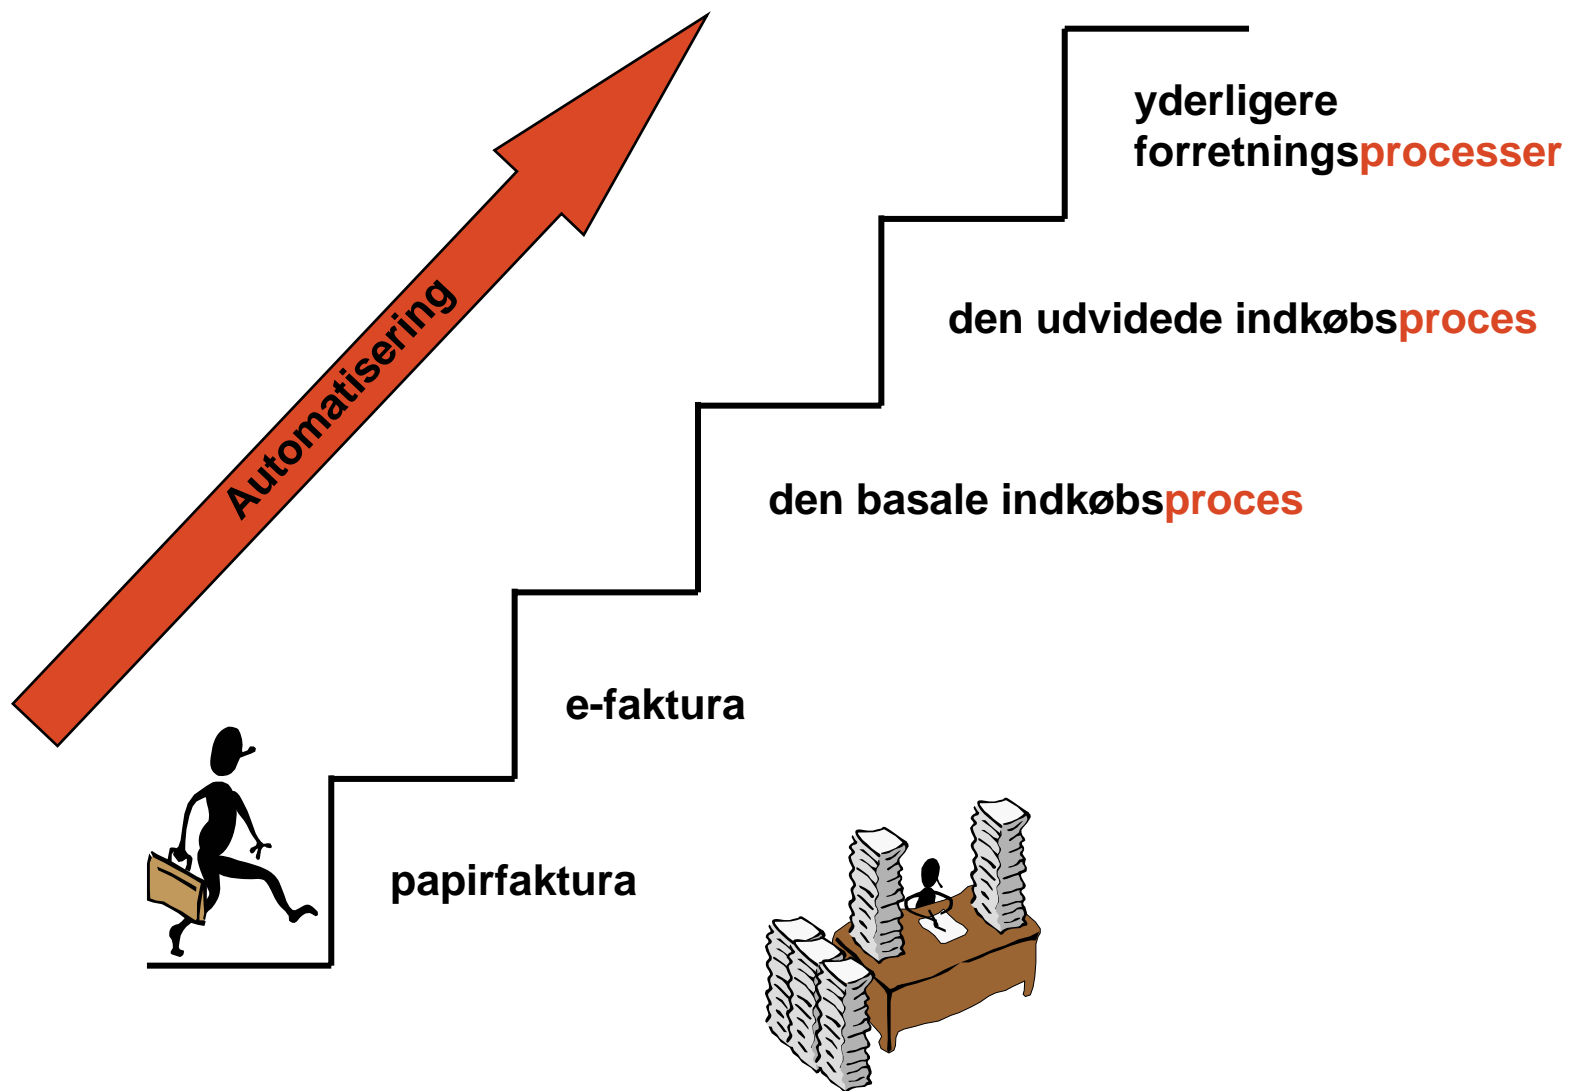 yderligere
forretningsprocesser
den udvidede indkøbsproces
Automatisering
den basale indkøbsproces
e-faktura
papirfaktura